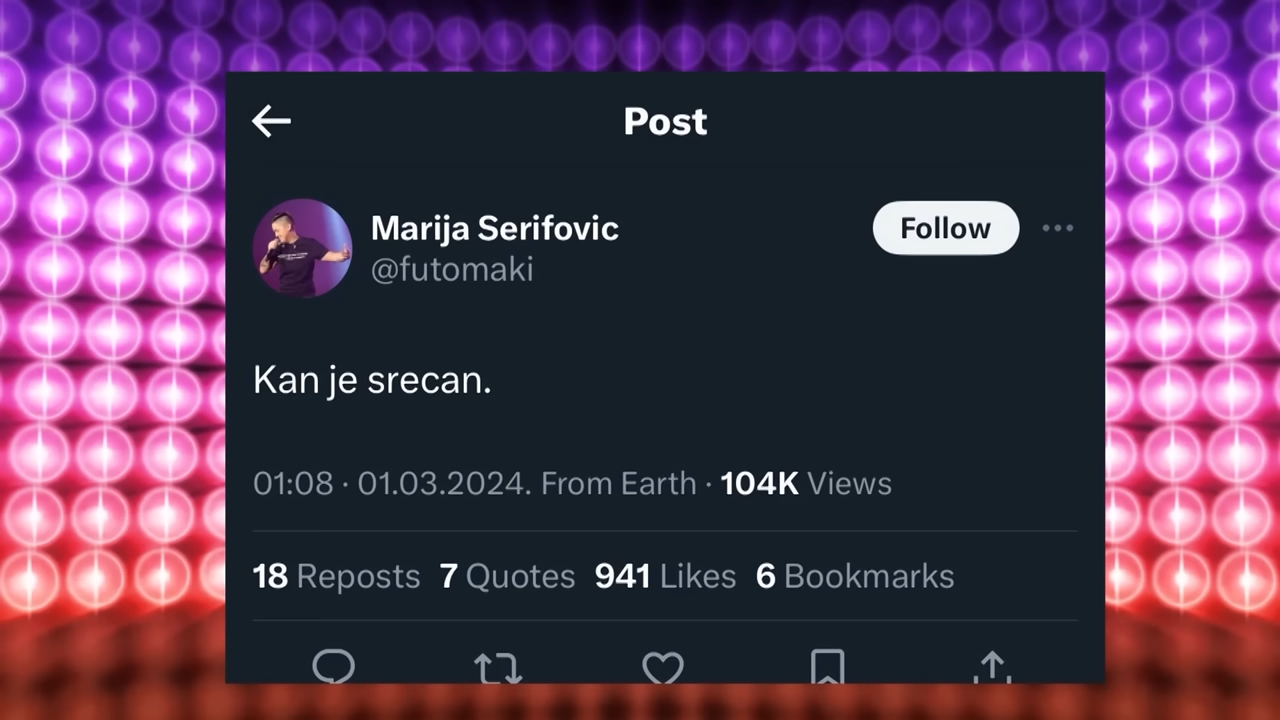 Post
Marija Serifovic
Follow
@futomaki
Kan je srecan.
01:08 · 01.03.2024. From Earth · 104K Views
18 Reposts 7 Quotes 941 Likes 6 Bookmarks